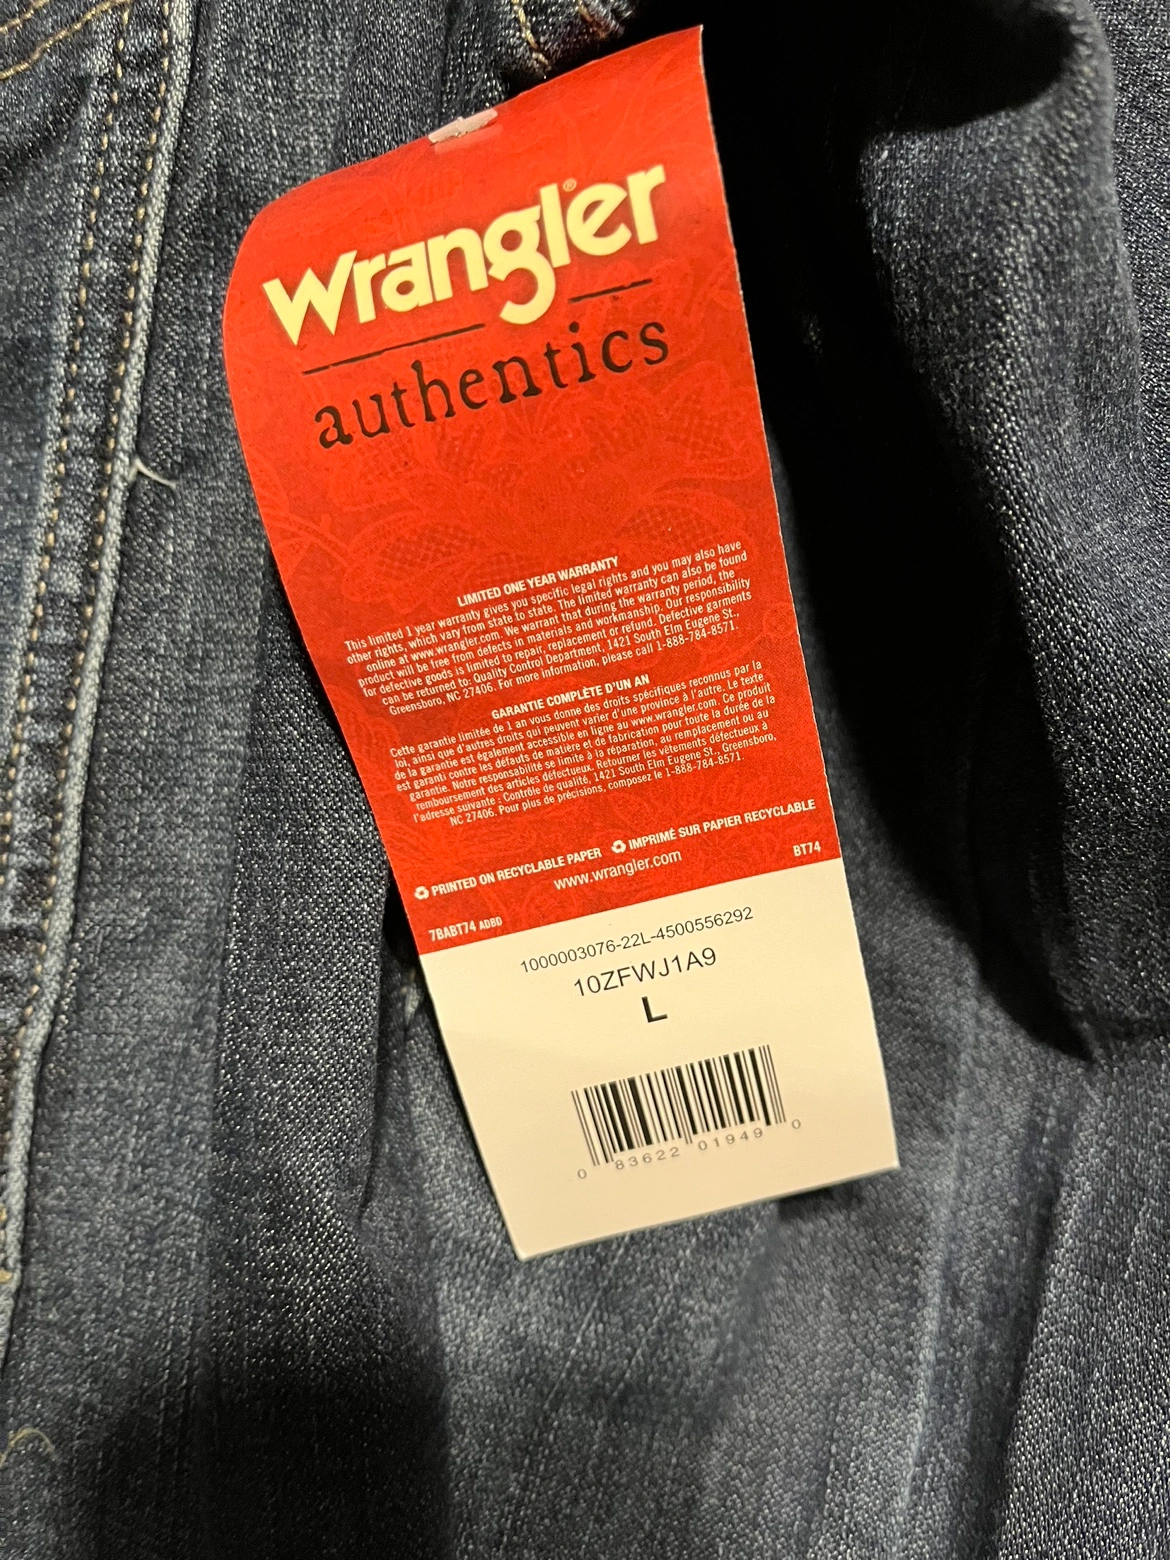 Wrangler®
authentics
LIMITED ONE YEAR WARRANTY
This limited 1 year warranty gives you specific legal rights and you may also have
other rights, which vary from state to state. The limited warranty can also be found
online at www.wrangler.com. We warrant that during the warranty period, the
product will be free from defects in materials and workmanship. Our responsibility
for defective goods is limited to repair, replacement or refund. Defective garments
can be returned to: Quality Control Department, 1421 South Elm Eugene St.,
Greensboro, NC 27406. For more information, please call 1-888-784-8571.
GARANTIE COMPLÈTE D'UN AN
Cette garantie limitée de 1 an vous donne des droits spécifiques reconnus par la
loi, ainsi que d'autres droits qui peuvent varier d'une province à l'autre. Le texte
de la garantie est également accessible en ligne au www.wrangler.com. Ce produit
est garanti contre les défauts de matière et de fabrication pour toute la durée de la
garantie. Notre responsabilité se limite à la réparation, au remplacement ou au
remboursement des articles défectueux. Retourner les vêtements défectueux à
l'adresse suivante : Contrôle de qualité, 1421 South Elm Eugene St., Greensboro,
NC 27406. Pour plus de précisions, composez le 1-888-784-8571.
♻ PRINTED ON RECYCLABLE PAPER ♻ IMPRIMÉ SUR PAPIER RECYCLABLE
www.wrangler.com
BT74
7BABT74 ADBD
1000003076-22L-4500556292
10ZFWJ1A9
L
0 83622 01949 0